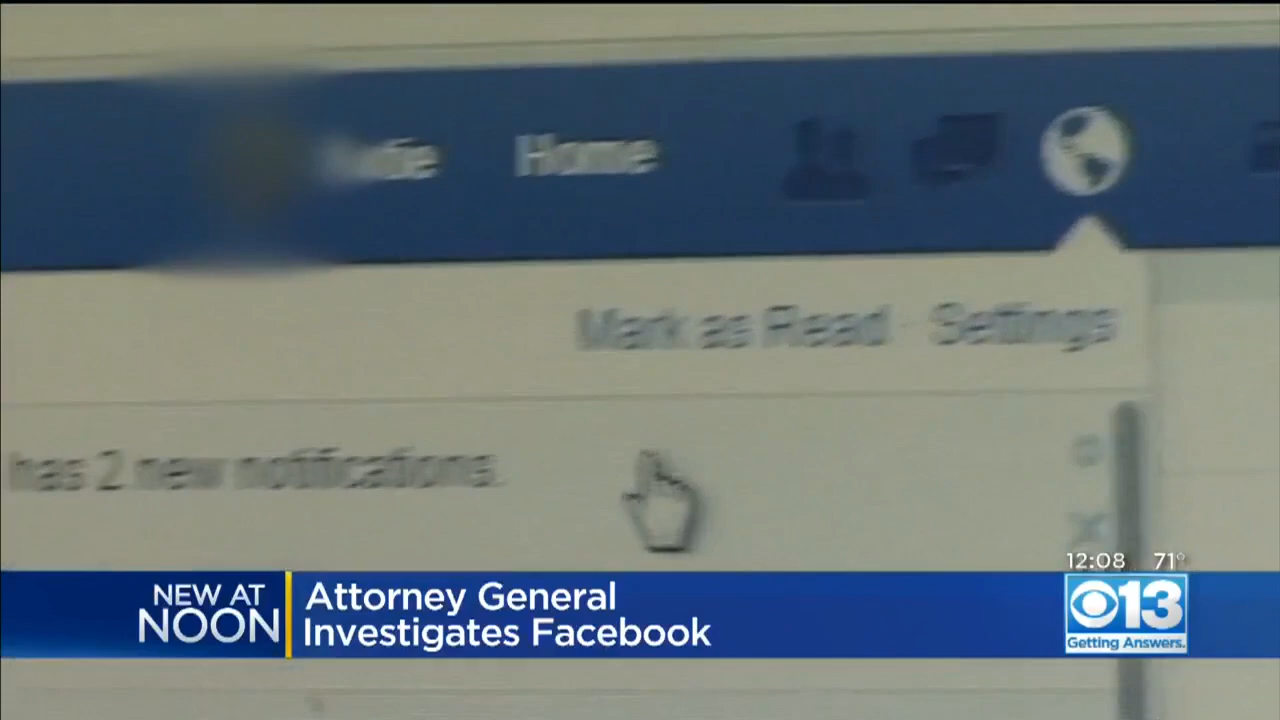 Home
Mark as Read · Settings
has 2 new notifications.
12:08 71°
NEW AT
NOON
Attorney General
Investigates Facebook
13
Getting Answers.